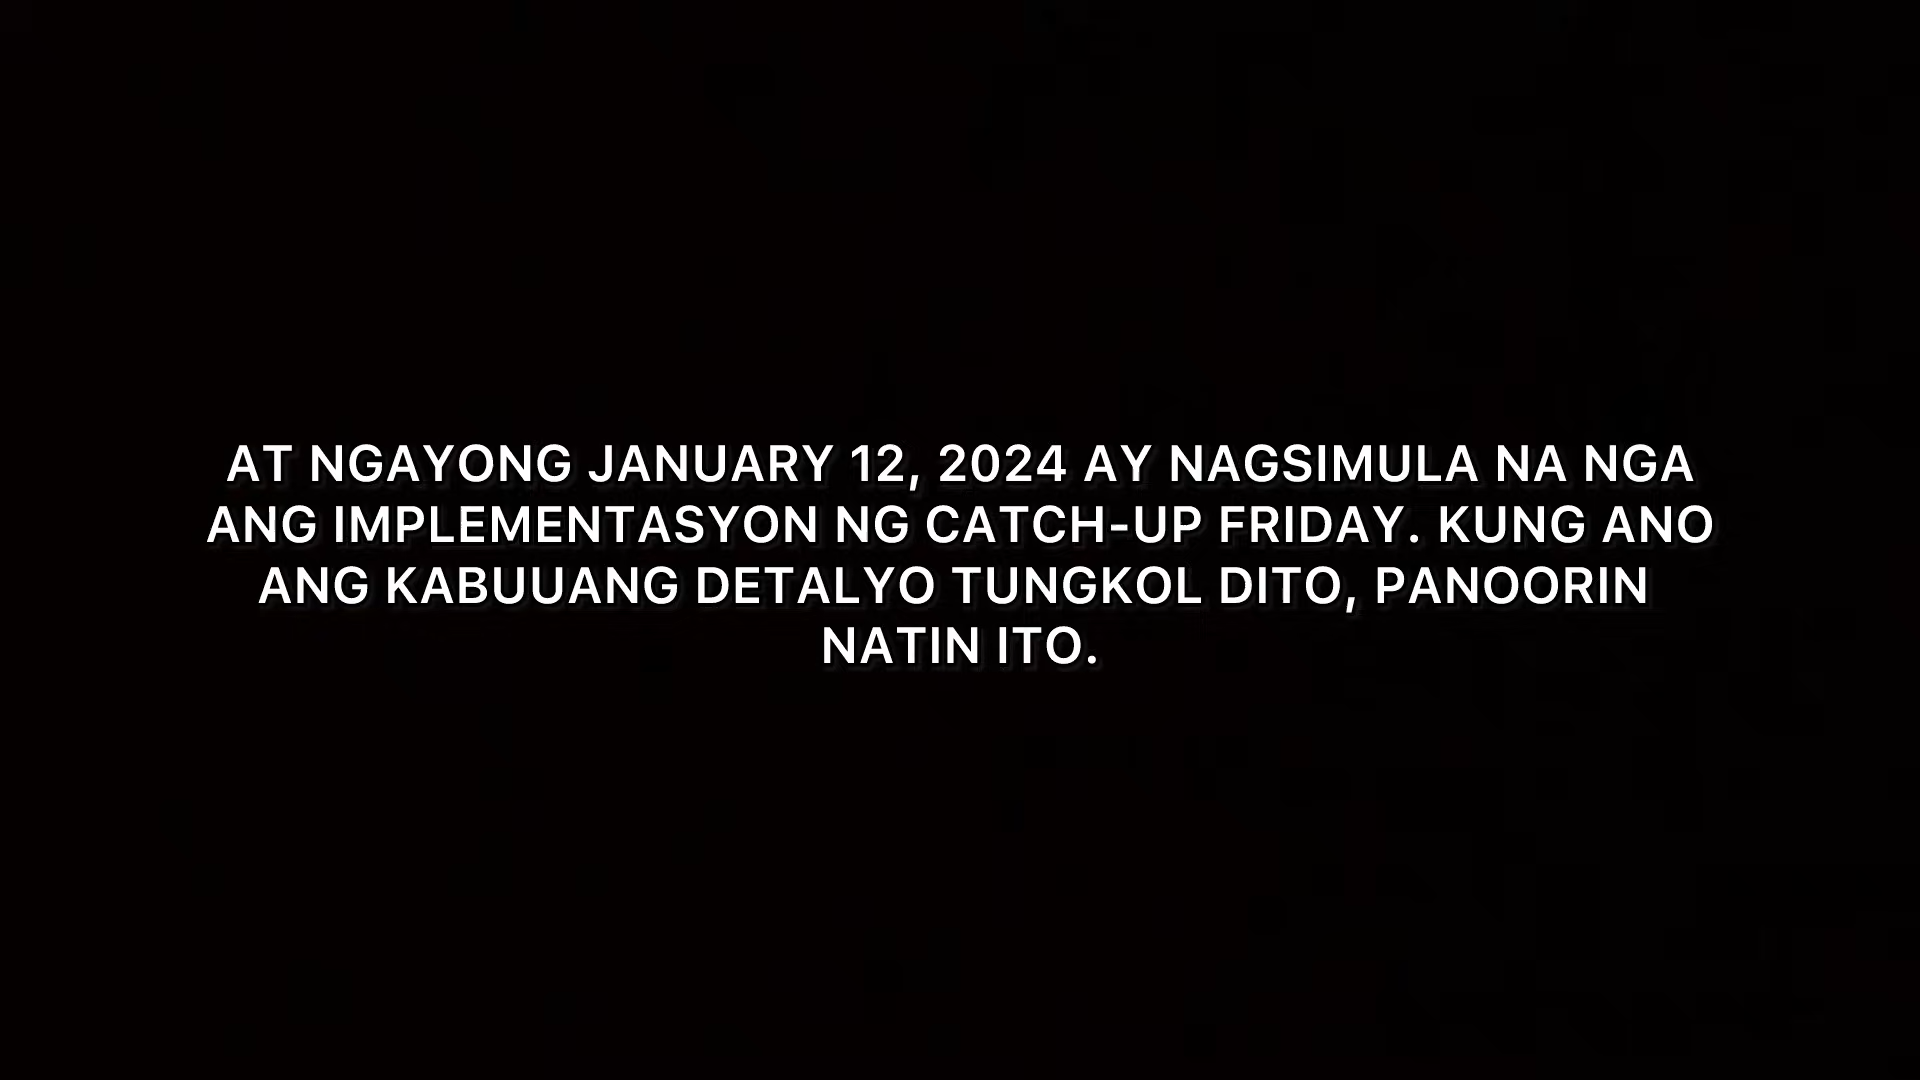 AT NGAYONG JANUARY 12, 2024 AY NAGSIMULA NA NGA
ANG IMPLEMENTASYON NG CATCH-UP FRIDAY. KUNG ANO
ANG KABUUANG DETALYO TUNGKOL DITO, PANOORIN
NATIN ITO.